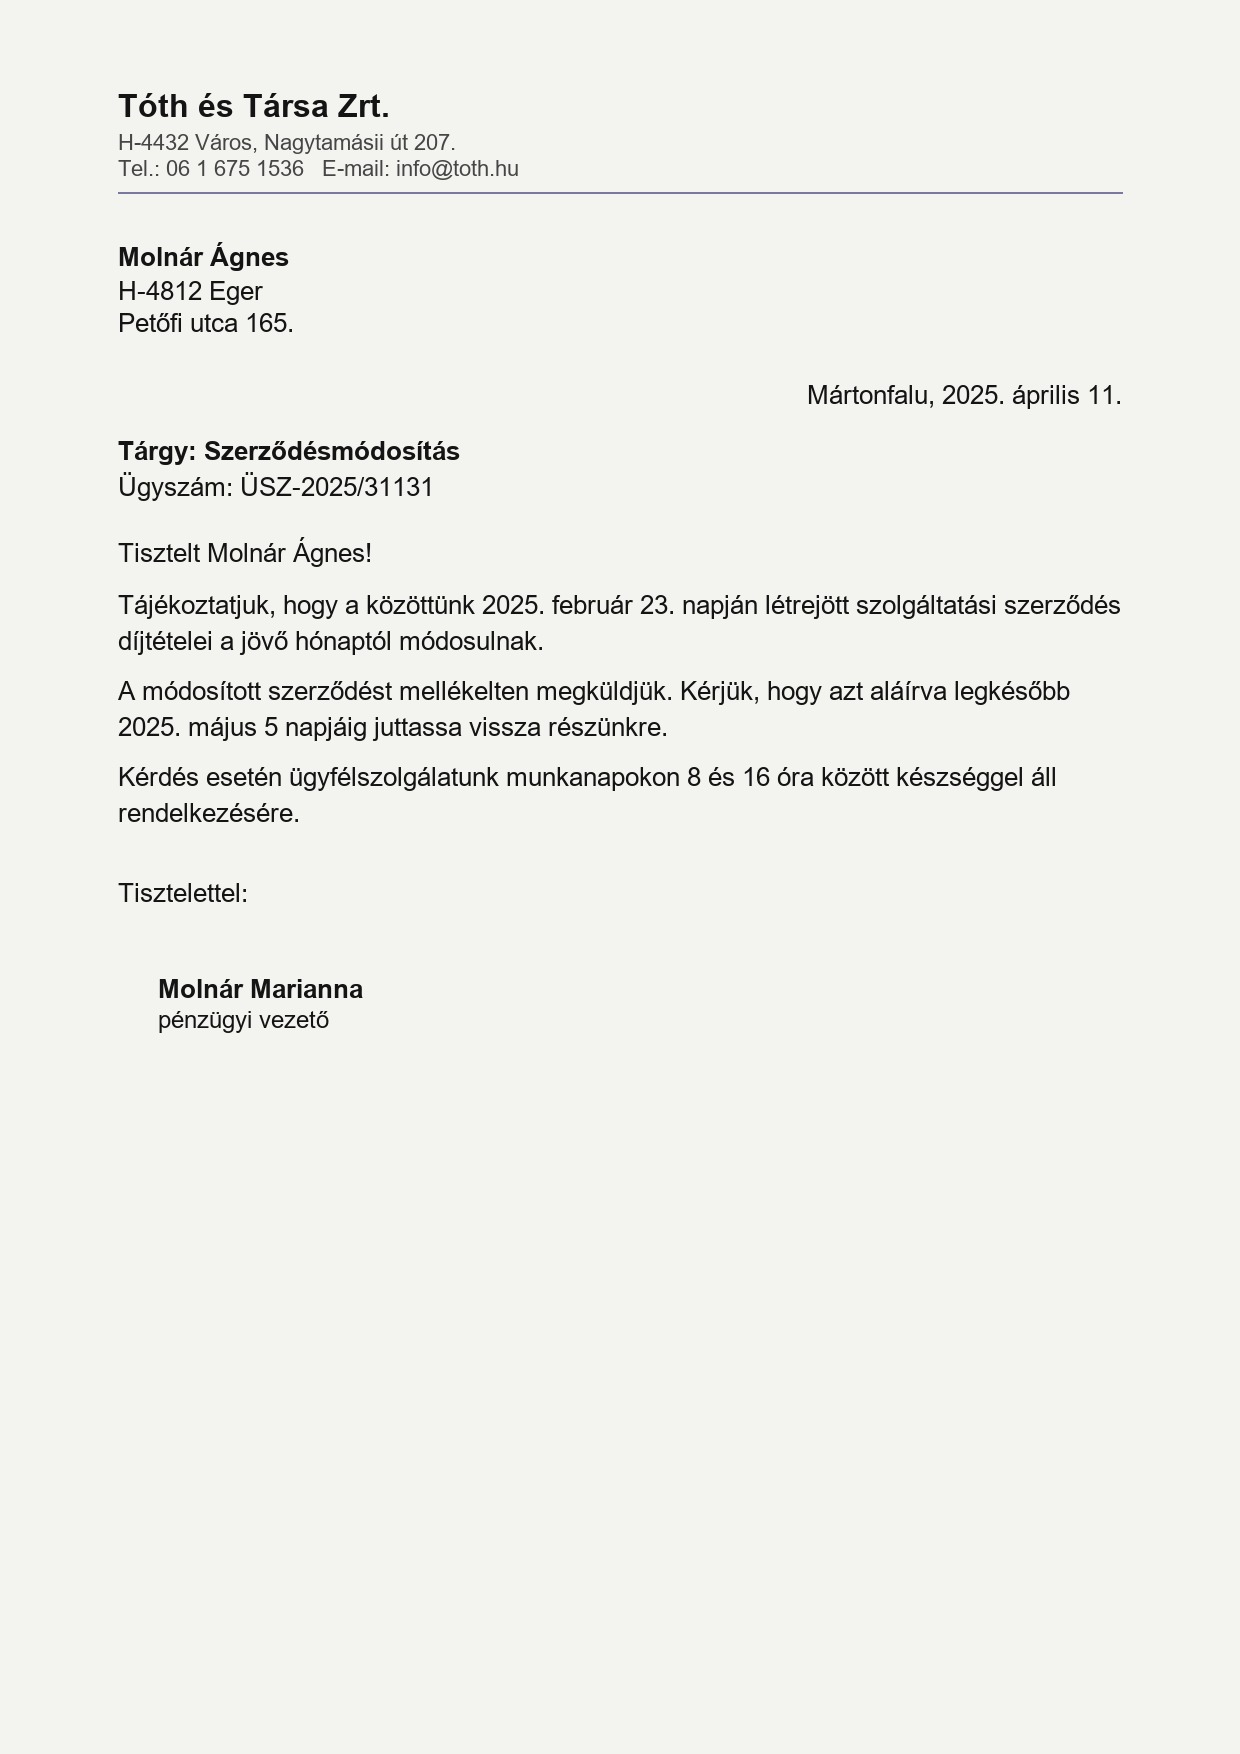 Tóth és Társa Zrt.
H-4432 Város, Nagytamásii út 207.
Tel.: 06 1 675 1536 E-mail: info@toth.hu
Molnár Ágnes
H-4812 Eger
Petőfi utca 165.
Mártonfalu, 2025. április 11.
Tárgy: Szerződésmódosítás
Ügyszám: ÜSZ-2025/31131
Tisztelt Molnár Ágnes!
Tájékoztatjuk, hogy a közöttünk 2025. február 23. napján létrejött szolgáltatási szerződés
díjtételei a jövő hónaptól módosulnak.
A módosított szerződést mellékelten megküldjük. Kérjük, hogy azt aláírva legkésőbb
2025. május 5 napjáig juttassa vissza részünkre.
Kérdés esetén ügyfélszolgálatunk munkanapokon 8 és 16 óra között készséggel áll
rendelkezésére.
Tisztelettel:
Molnár Marianna
pénzügyi vezető